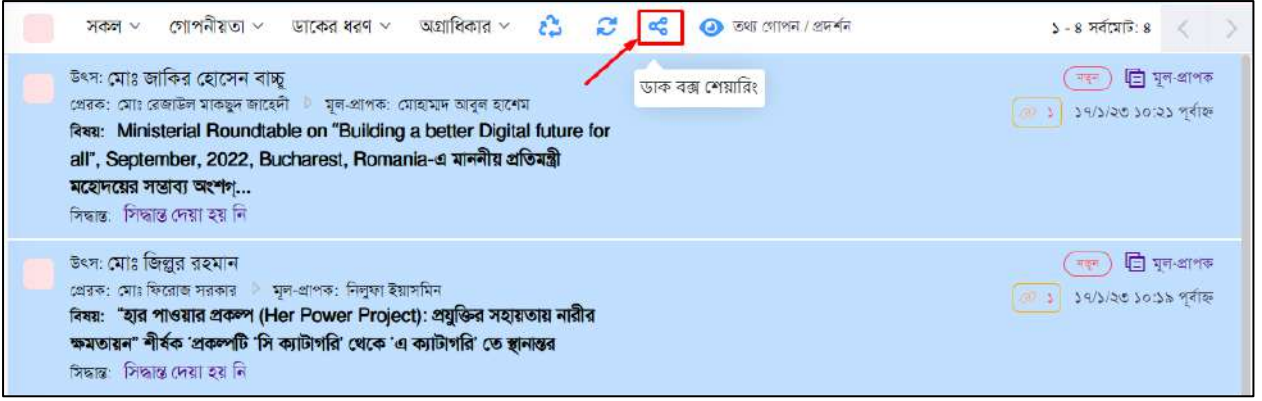 সকল গোপনীয়তা ডাকের ধরণ অগ্রাধিকার তথ্য গোপন / প্রদর্শন ১ - ৪ সর্বমোট: ৪
ডাক বক্স শেয়ারিং
উৎস: মোঃ জাকির হোসেন বাচ্চু নতুন মূল-প্রাপক
প্রেরক: মোঃ রেজাউল মাকছুদ জাহেদী মূল-প্রাপক: মোহাম্মদ আবুল হাশেম ১ ১৭/১/২৩ ১০:২১ পূর্বাহ্ন
বিষয়: Ministerial Roundtable on “Building a better Digital future for
all”, September, 2022, Bucharest, Romania-এ মাননীয় প্রতিমন্ত্রী
মহোদয়ের সম্ভাব্য অংশগ্...
সিদ্ধান্ত: সিদ্ধান্ত দেয়া হয় নি
উৎস: মোঃ জিল্লুর রহমান নতুন মূল-প্রাপক
প্রেরক: মোঃ ফিরোজ সরকার মূল-প্রাপক: নিলুফা ইয়াসমিন ১ ১৭/১/২৩ ১০:১৯ পূর্বাহ্ন
বিষয়: “হার পাওয়ার প্রকল্প (Her Power Project): প্রযুক্তির সহায়তায় নারীর
ক্ষমতায়ন” শীর্ষক ‘প্রকল্পটি ‘সি ক্যাটাগরি’ থেকে ‘এ ক্যাটাগরি’ তে স্থানান্তর
সিদ্ধান্ত: সিদ্ধান্ত দেয়া হয় নি